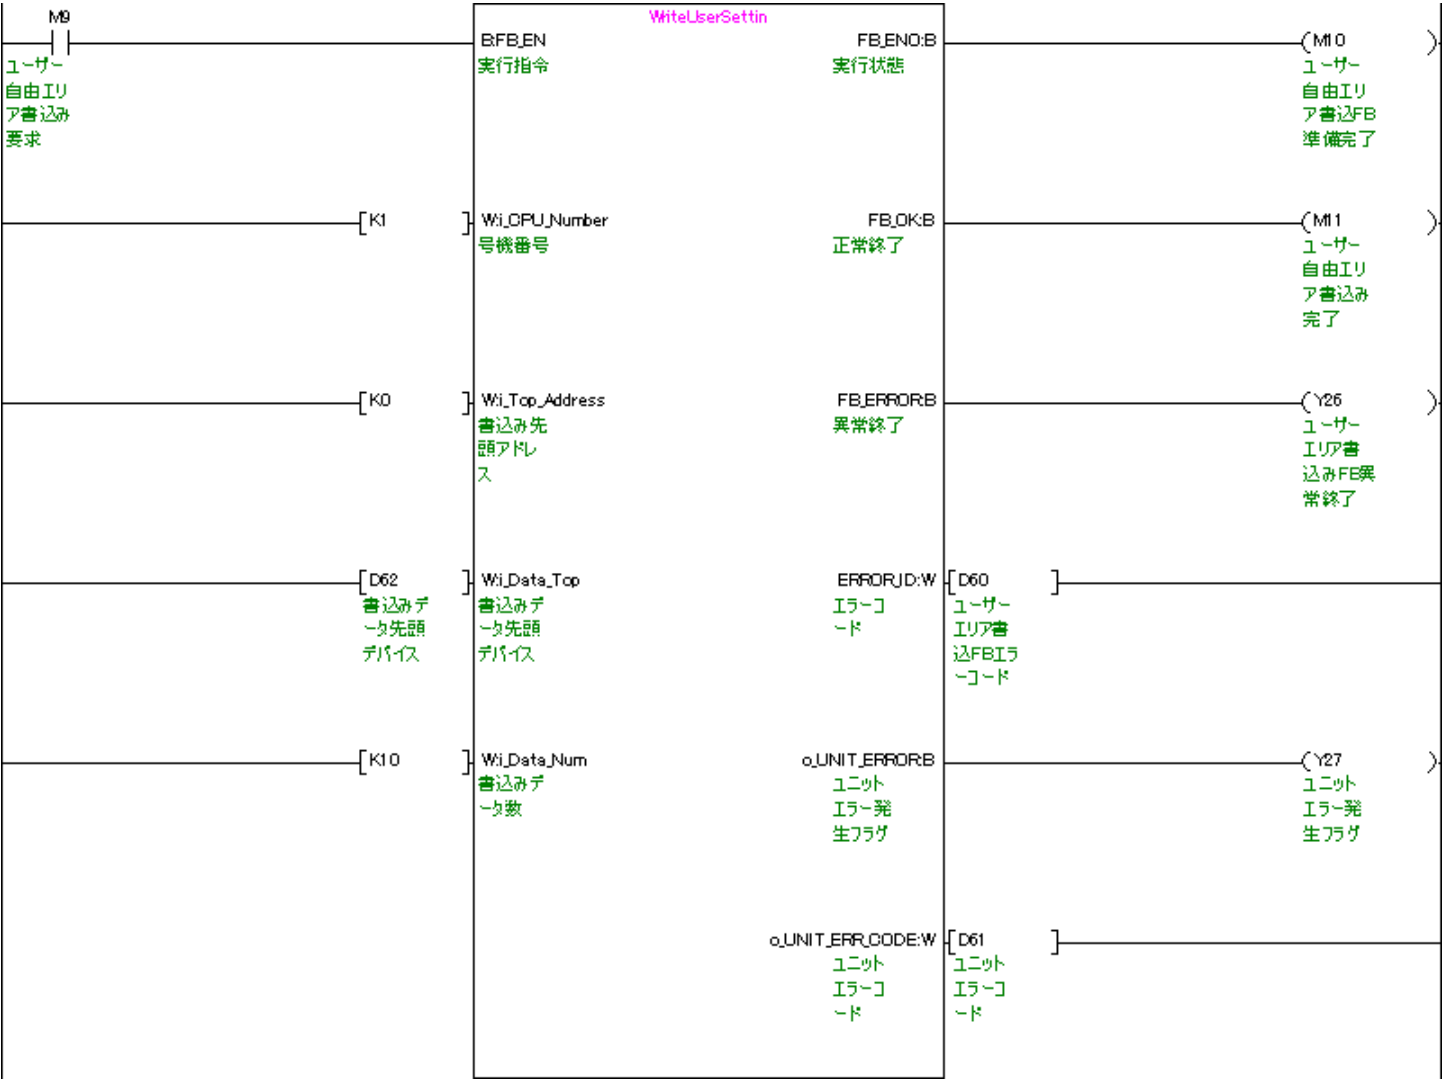 M9
ユーザー
自由エリ
ア書込み
要求
WriteUserSettin
B:FB_EN
実行指令
FB_ENO:B
実行状態
(M10 )
ユーザー
自由エリ
ア書込FB
準備完了
[K1 ]
W:i_CPU_Number
号機番号
FB_OK:B
正常終了
(M11 )
ユーザー
自由エリ
ア書込み
完了
[K0 ]
W:i_Top_Address
書込み先
頭アドレ
ス
FB_ERROR:B
異常終了
(Y26 )
ユーザー
エリア書
込みFB異
常終了
[D62 ]
書込みデ
ータ先頭
デバイス
W:i_Data_Top
書込みデ
ータ先頭
デバイス
ERROR_ID:W
エラーコ
ード
[D60 ]
ユーザー
エリア書
込FBエラ
ーコード
[K10 ]
W:i_Data_Num
書込みデ
ータ数
o_UNIT_ERROR:B
ユニット
エラー発
生フラグ
(Y27 )
ユニット
エラー発
生フラグ
o_UNIT_ERR_CODE:W
ユニット
エラーコ
ード
[D61 ]
ユニット
エラーコ
ード